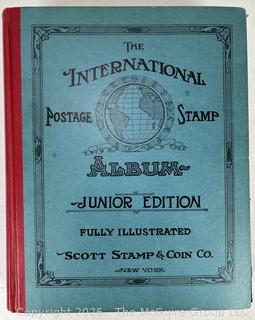 THE
INTERNATIONAL
POSTAGE STAMP
ALBUM
JUNIOR EDITION
FULLY ILLUSTRATED
SCOTT STAMP & COIN CO.
NEW YORK.
Copyright 2026 - The McGuire Group LLC